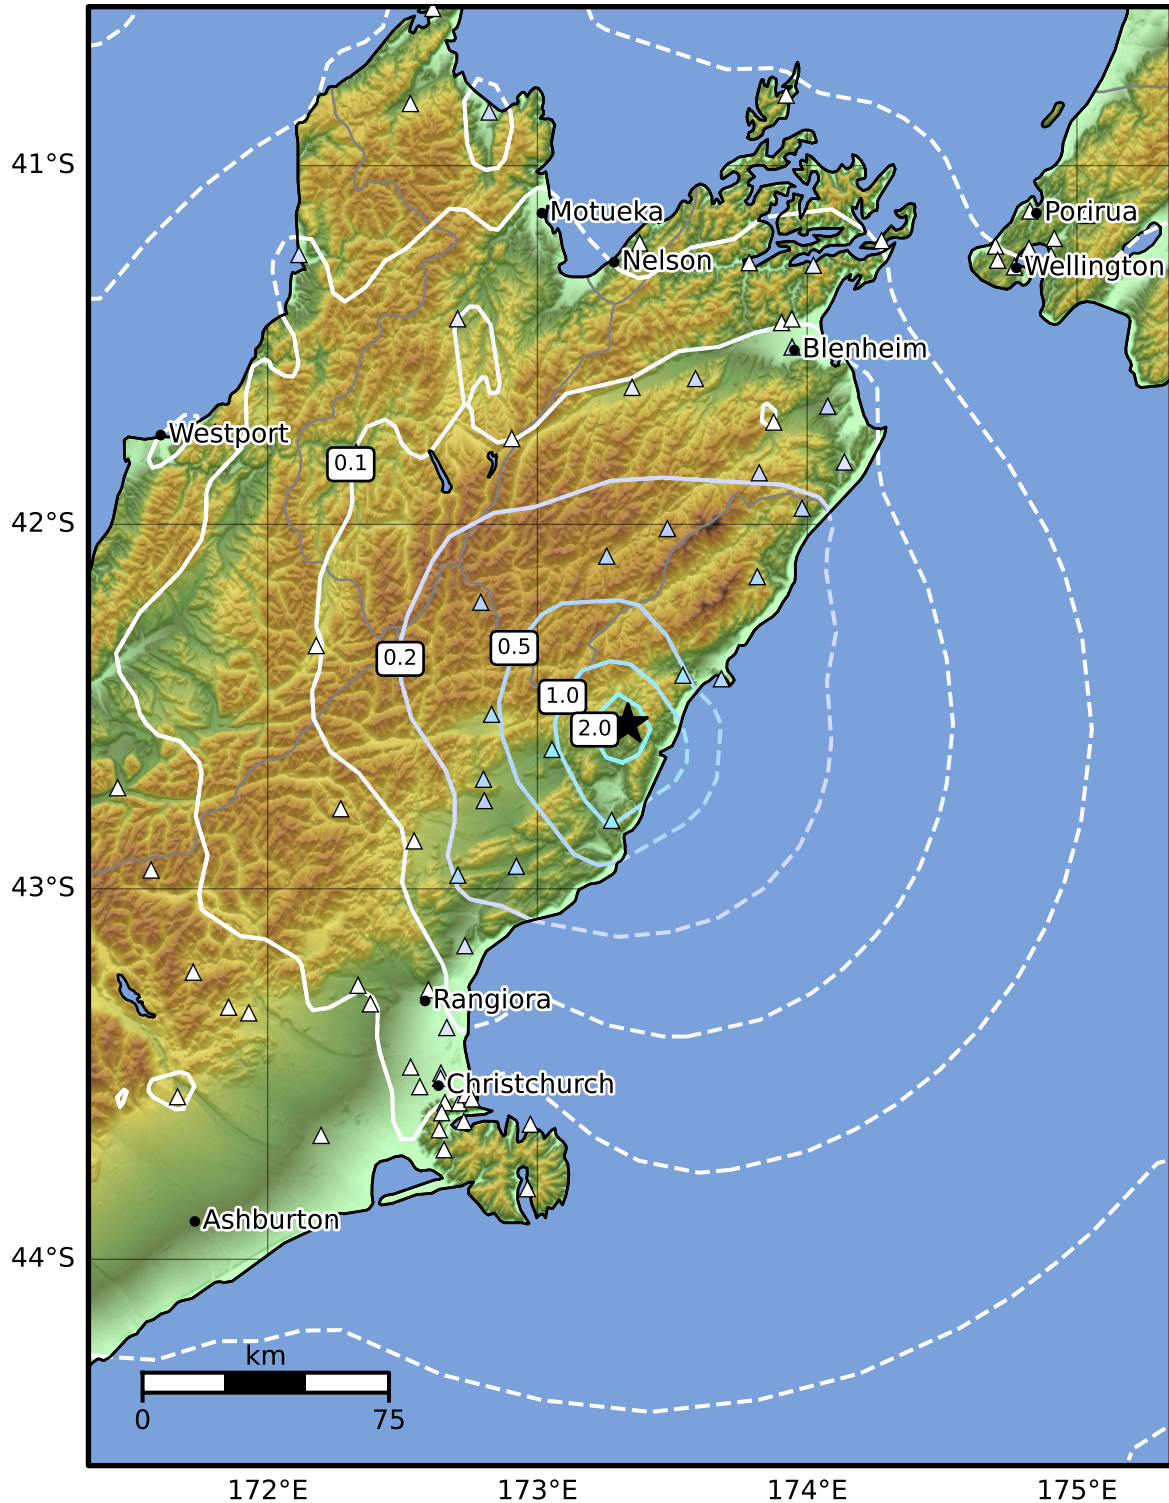 41°S
Motueka
Porirua
Nelson
Wellington
Blenheim
Westport
0.1
42°S
0.5
0.2
1.0
2.0
43°S
Rangiora
Christchurch
Ashburton
44°S
km
0 75
172°E 173°E 174°E 175°E